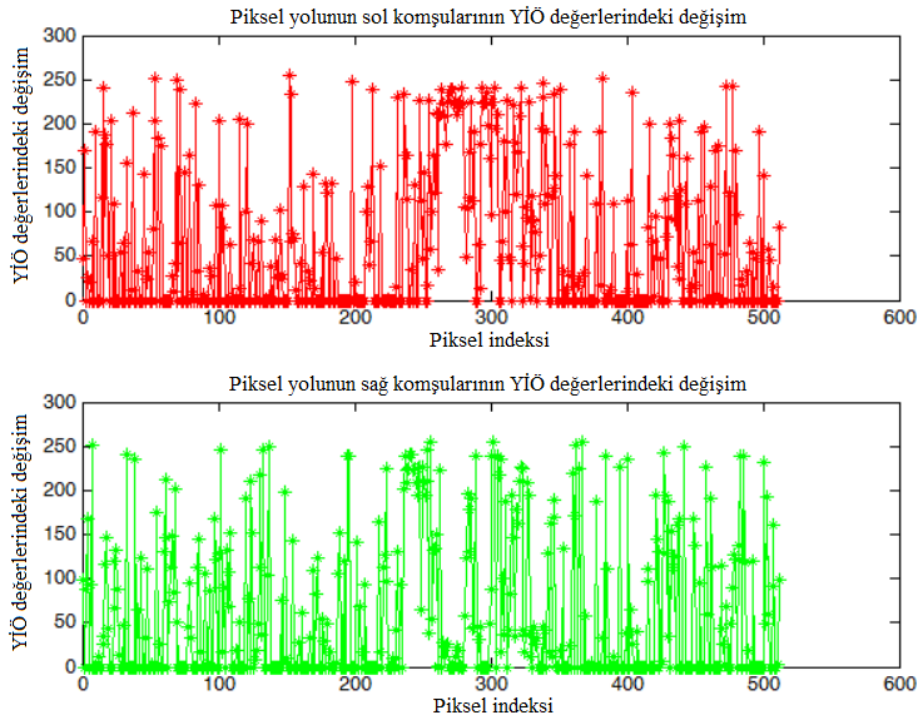 Piksel yolunun sol komşularının YİÖ değerlerindeki değişim
YİÖ değerlerindeki değişim
300
250
200
150
100
50
0
0 100 200 300 400 500 600
Piksel indeksi
Piksel yolunun sağ komşularının YİÖ değerlerindeki değişim
YİÖ değerlerindeki değişim
300
250
200
150
100
50
0
0 100 200 300 400 500 600
Piksel indeksi